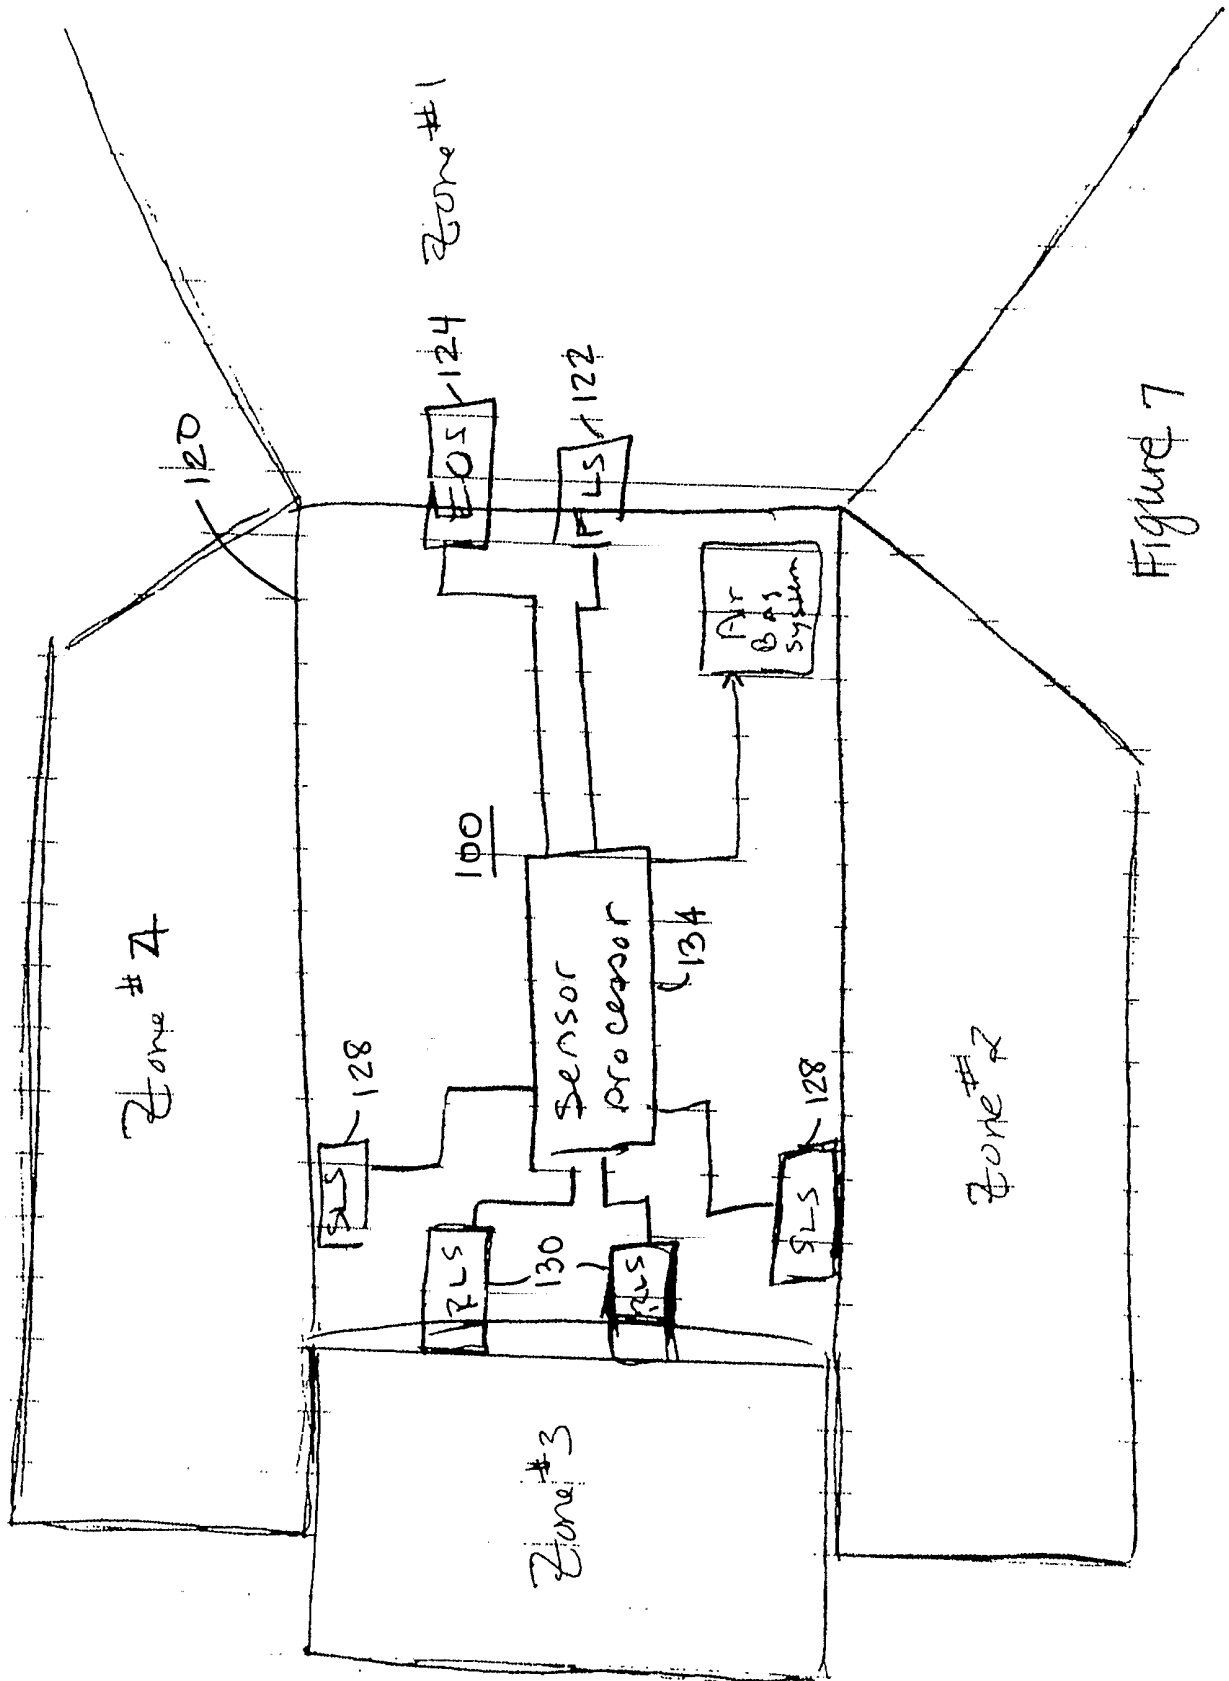 Zone #4
120
Zone #1
SLS
128
RLS
EOS
124
100
130
Sensor
processor
FLS
122
134
RLS
Air
Bag
System
SLS
128
Zone #3
Zone #2
Figure 7